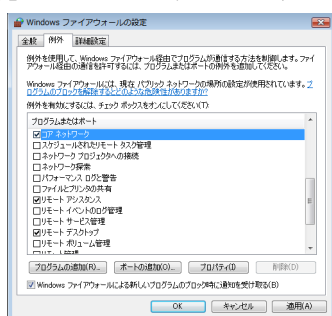 Windows ファイアウォールの設定
全般 例外 詳細設定
例外を使用して、Windows ファイアウォール経由でプログラムが通信する方法を制御します。ファイ
アウォール経由の通信を許可するには、プログラムまたはポートの例外を追加してください。
Windows ファイアウォールには、現在 パブリック ネットワークの場所の設定が使用されています。プ
ログラムのブロックを解除するとどのような危険性がありますか?
例外を有効にするには、チェック ボックスをオンにしてください(T):
プログラムまたはポート
コア ネットワーク
スケジュールされたリモート タスク管理
ネットワーク プロジェクタへの接続
ネットワーク探索
パフォーマンス ログと警告
ファイルとプリンタの共有
リモート アシスタンス
リモート イベントのログ管理
リモート サービス管理
リモート デスクトップ
リモート ボリューム管理
プログラムの追加(R)... ポートの追加(O)... プロパティ(I) 削除(D)
Windows ファイアウォールによる新しいプログラムのブロック時に通知を受け取る(B)
OK キャンセル 適用(A)